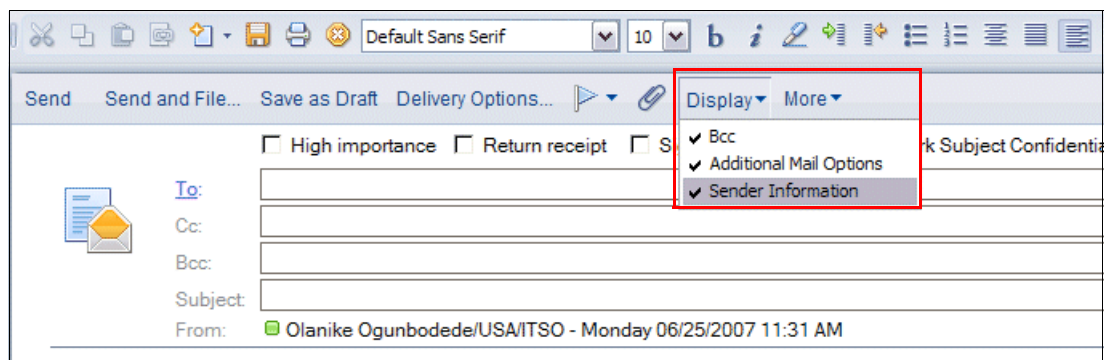 Default Sans Serif 10 b i
Send Send and File... Save as Draft Delivery Options... Display More
Bcc
Additional Mail Options
Sender Information
High importance Return receipt S rk Subject Confidentia
To:
Cc:
Bcc:
Subject:
From: Olanike Ogunbodede/USA/ITSO - Monday 06/25/2007 11:31 AM